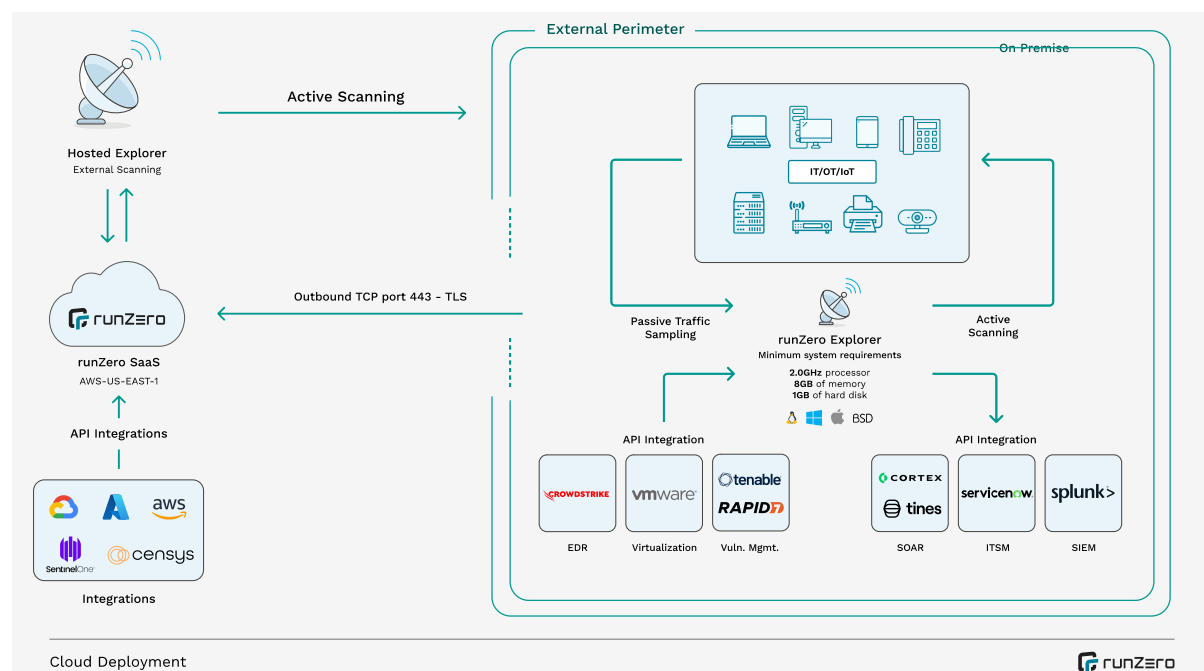 External Perimeter
On Premise
Active Scanning
Hosted Explorer
External Scanning
IT/OT/IoT
Outbound TCP port 443 - TLS
runZero
runZero SaaS
AWS-US-EAST-1
API Integrations
aws
SentinelOne
censys
Integrations
Passive Traffic
Sampling
runZero Explorer
Minimum system requirements
2.0GHz processor
8GB of memory
1GB of hard disk
BSD
Active
Scanning
API Integration
CROWDSTRIKE
vmware
tenable
RAPID7
EDR
Virtualization
Vuln. Mgmt.
API Integration
CORTEX
tines
servicenow
splunk>
SOAR
ITSM
SIEM
Cloud Deployment
runZero